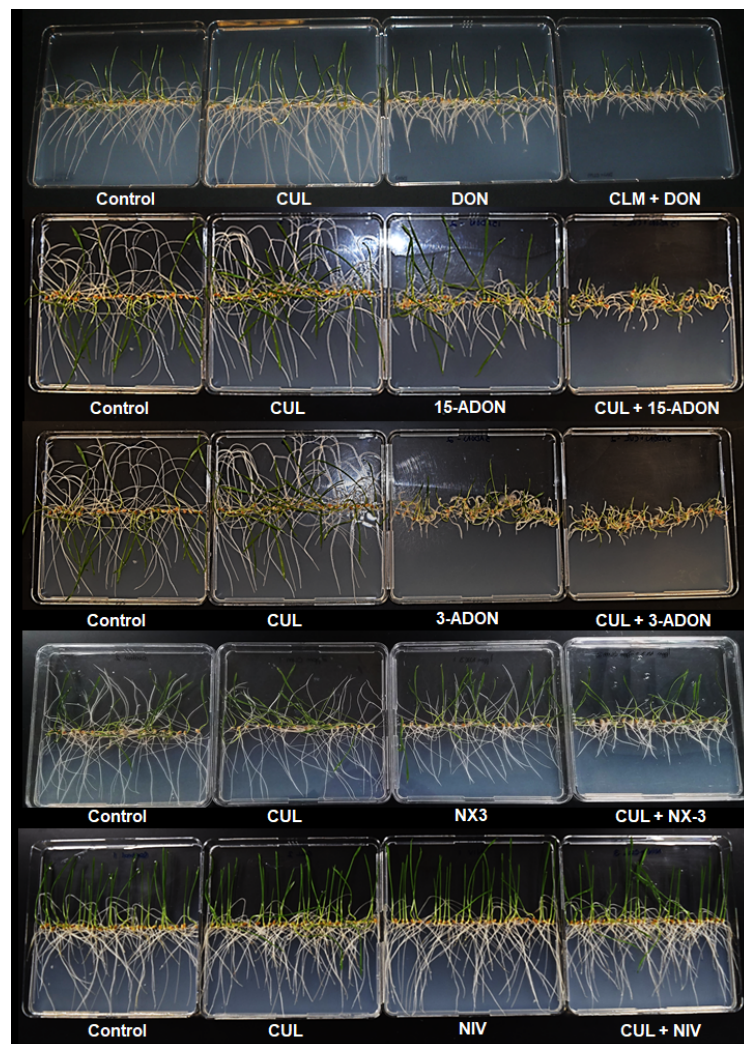 Control CUL DON CLM + DON
Control CUL 15-ADON CUL + 15-ADON
Control CUL 3-ADON CUL + 3-ADON
Control CUL NX3 CUL + NX-3
Control CUL NIV CUL + NIV